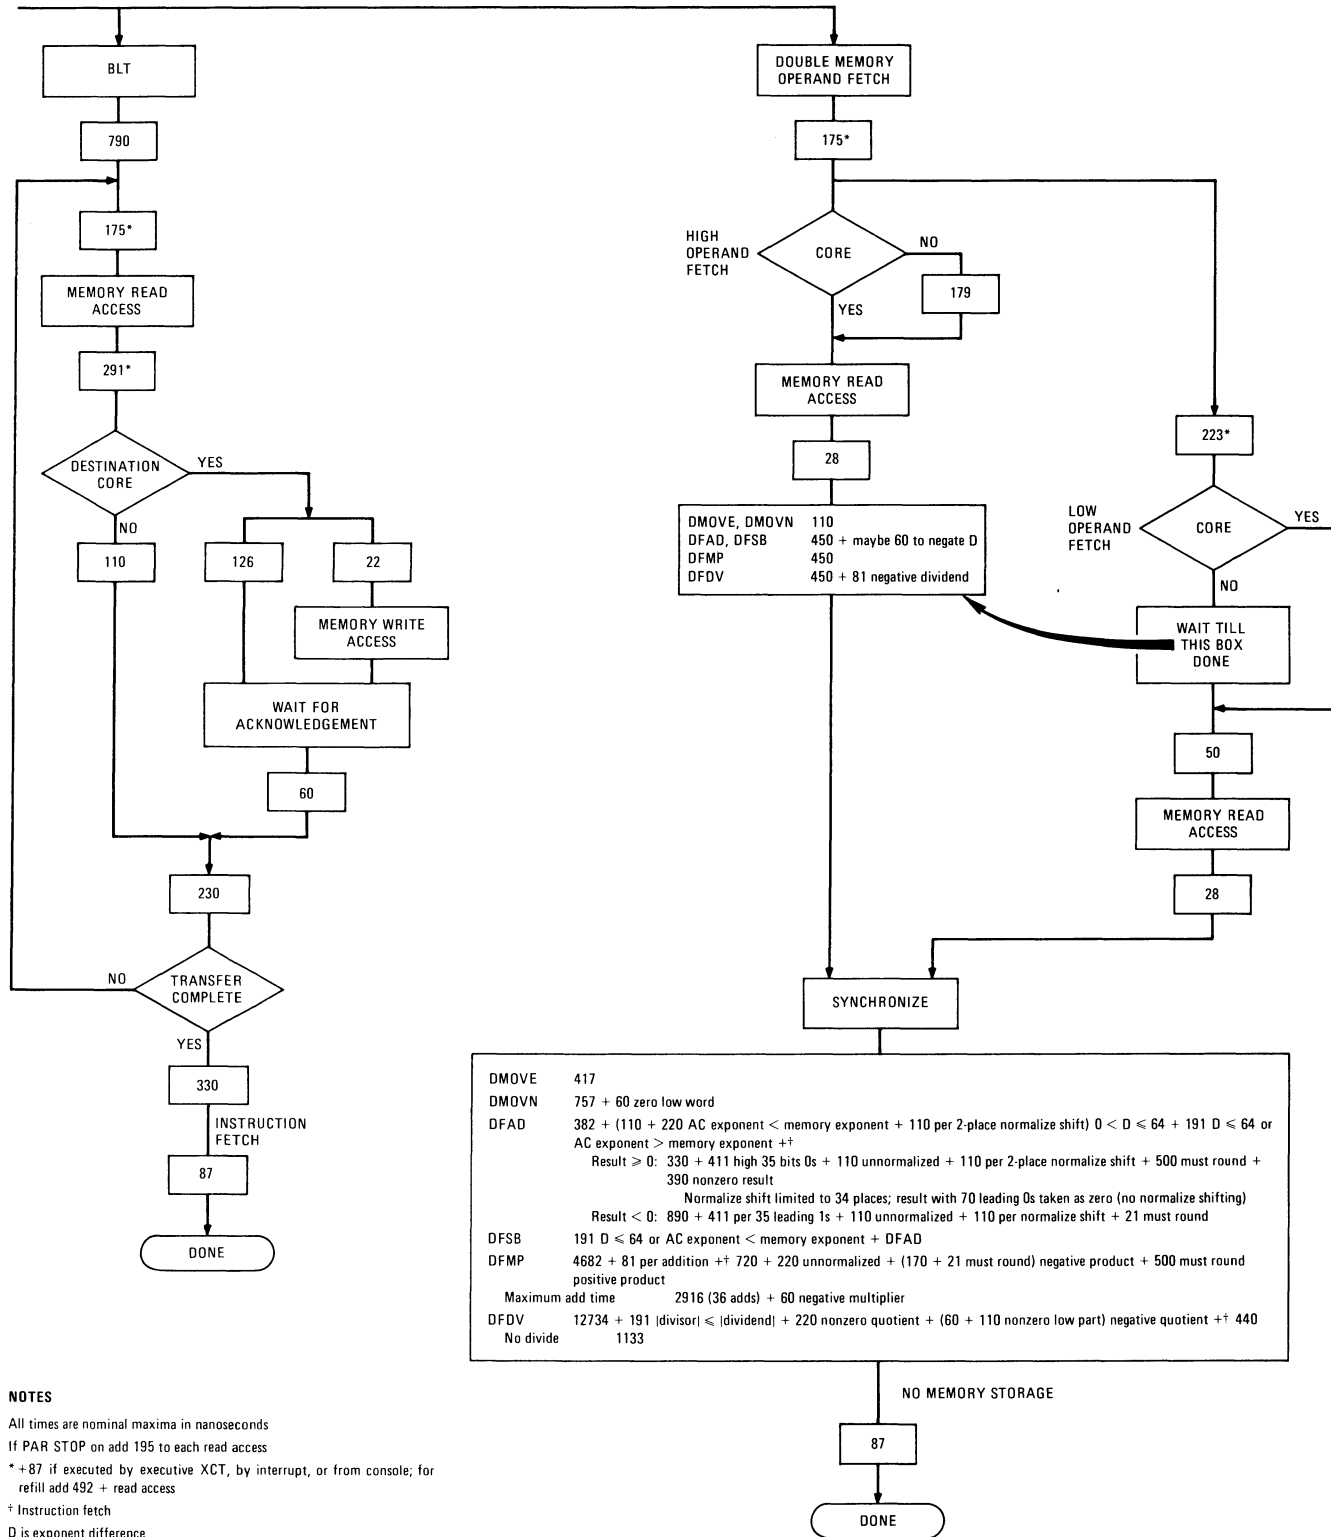 BLT
790
175*
MEMORY READ
ACCESS
291*
DESTINATION
CORE
YES
NO
110
126
22
MEMORY WRITE
ACCESS
WAIT FOR
ACKNOWLEDGEMENT
60
230
NO
TRANSFER
COMPLETE
YES
330
INSTRUCTION
FETCH
87
DONE
DOUBLE MEMORY
OPERAND FETCH
175*
HIGH
OPERAND
FETCH
CORE
NO
179
YES
MEMORY READ
ACCESS
28
DMOVE, DMOVN 110
DFAD, DFSB 450 + maybe 60 to negate D
DFMP 450
DFDV 450 + 81 negative dividend
223*
LOW
OPERAND
FETCH
CORE
YES
NO
WAIT TILL
THIS BOX
DONE
50
MEMORY READ
ACCESS
28
SYNCHRONIZE
DMOVE 417
DMOVN 757 + 60 zero low word
DFAD 382 + (110 + 220 AC exponent < memory exponent + 110 per 2-place normalize shift) 0 < D ⩽ 64 + 191 D ⩽ 64 or
AC exponent > memory exponent +†
Result ⩾ 0: 330 + 411 high 35 bits 0s + 110 unnormalized + 110 per 2-place normalize shift + 500 must round +
390 nonzero result
Normalize shift limited to 34 places; result with 70 leading 0s taken as zero (no normalize shifting)
Result < 0: 890 + 411 per 35 leading 1s + 110 unnormalized + 110 per normalize shift + 21 must round
DFSB 191 D ⩽ 64 or AC exponent < memory exponent + DFAD
DFMP 4682 + 81 per addition +† 720 + 220 unnormalized + (170 + 21 must round) negative product + 500 must round
positive product
Maximum add time 2916 (36 adds) + 60 negative multiplier
DFDV 12734 + 191 |divisor| ⩽ |dividend| + 220 nonzero quotient + (60 + 110 nonzero low part) negative quotient +† 440
No divide 1133
NO MEMORY STORAGE
87
DONE
NOTES
All times are nominal maxima in nanoseconds
If PAR STOP on add 195 to each read access
* +87 if executed by executive XCT, by interrupt, or from console; for
refill add 492 + read access
† Instruction fetch
D is exponent difference